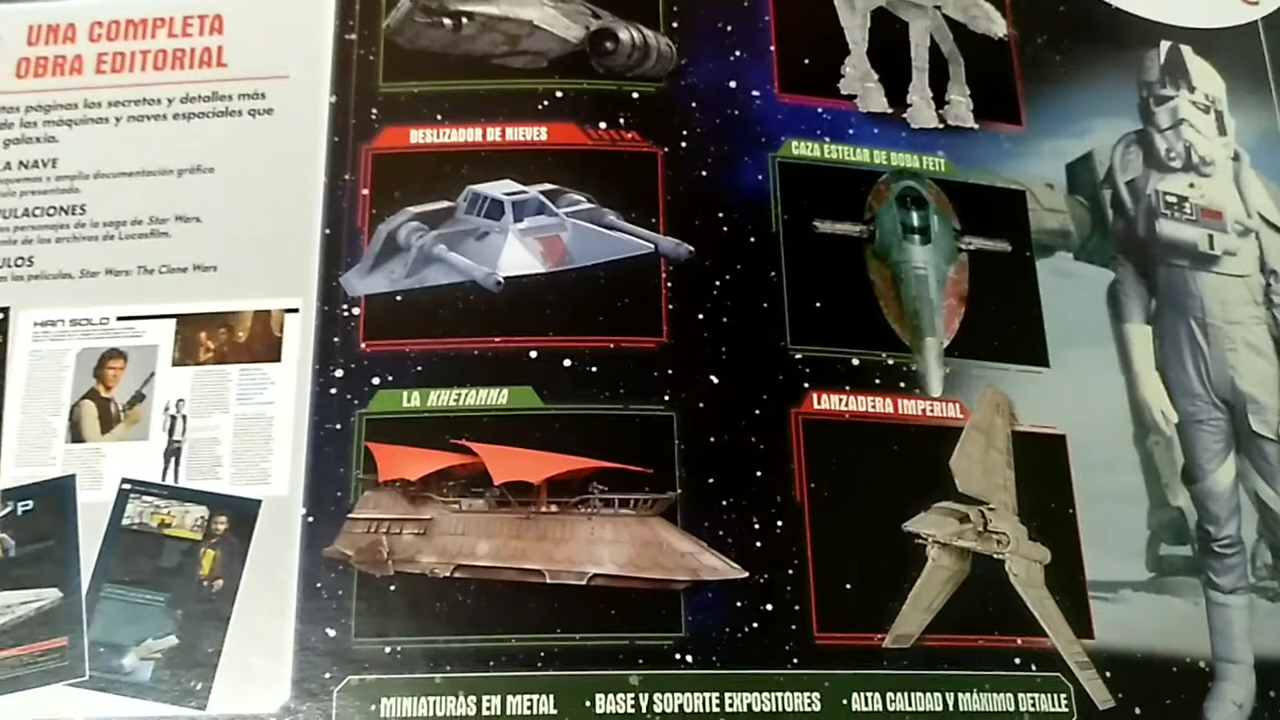 UNA COMPLETA
OBRA EDITORIAL
tas páginas los secretos y detalles más
de las máquinas y naves espaciales que
galaxia.
A NAVE
quemas y amplia documentación gráfica
presentado.
ULACIONES
os personajes de la saga de Star Wars,
nte de los archivos de Lucasfilm.
ULOS
las películas, Star Wars: The Clone Wars
HAN SOLO
P
DESLIZADOR DE NIEVES
CAZA ESTELAR DE BOBA FETT
LA KHETANNA
LANZADERA IMPERIAL
· MINIATURAS EN METAL · BASE Y SOPORTE EXPOSITORES · ALTA CALIDAD Y MÁXIMO DETALLE